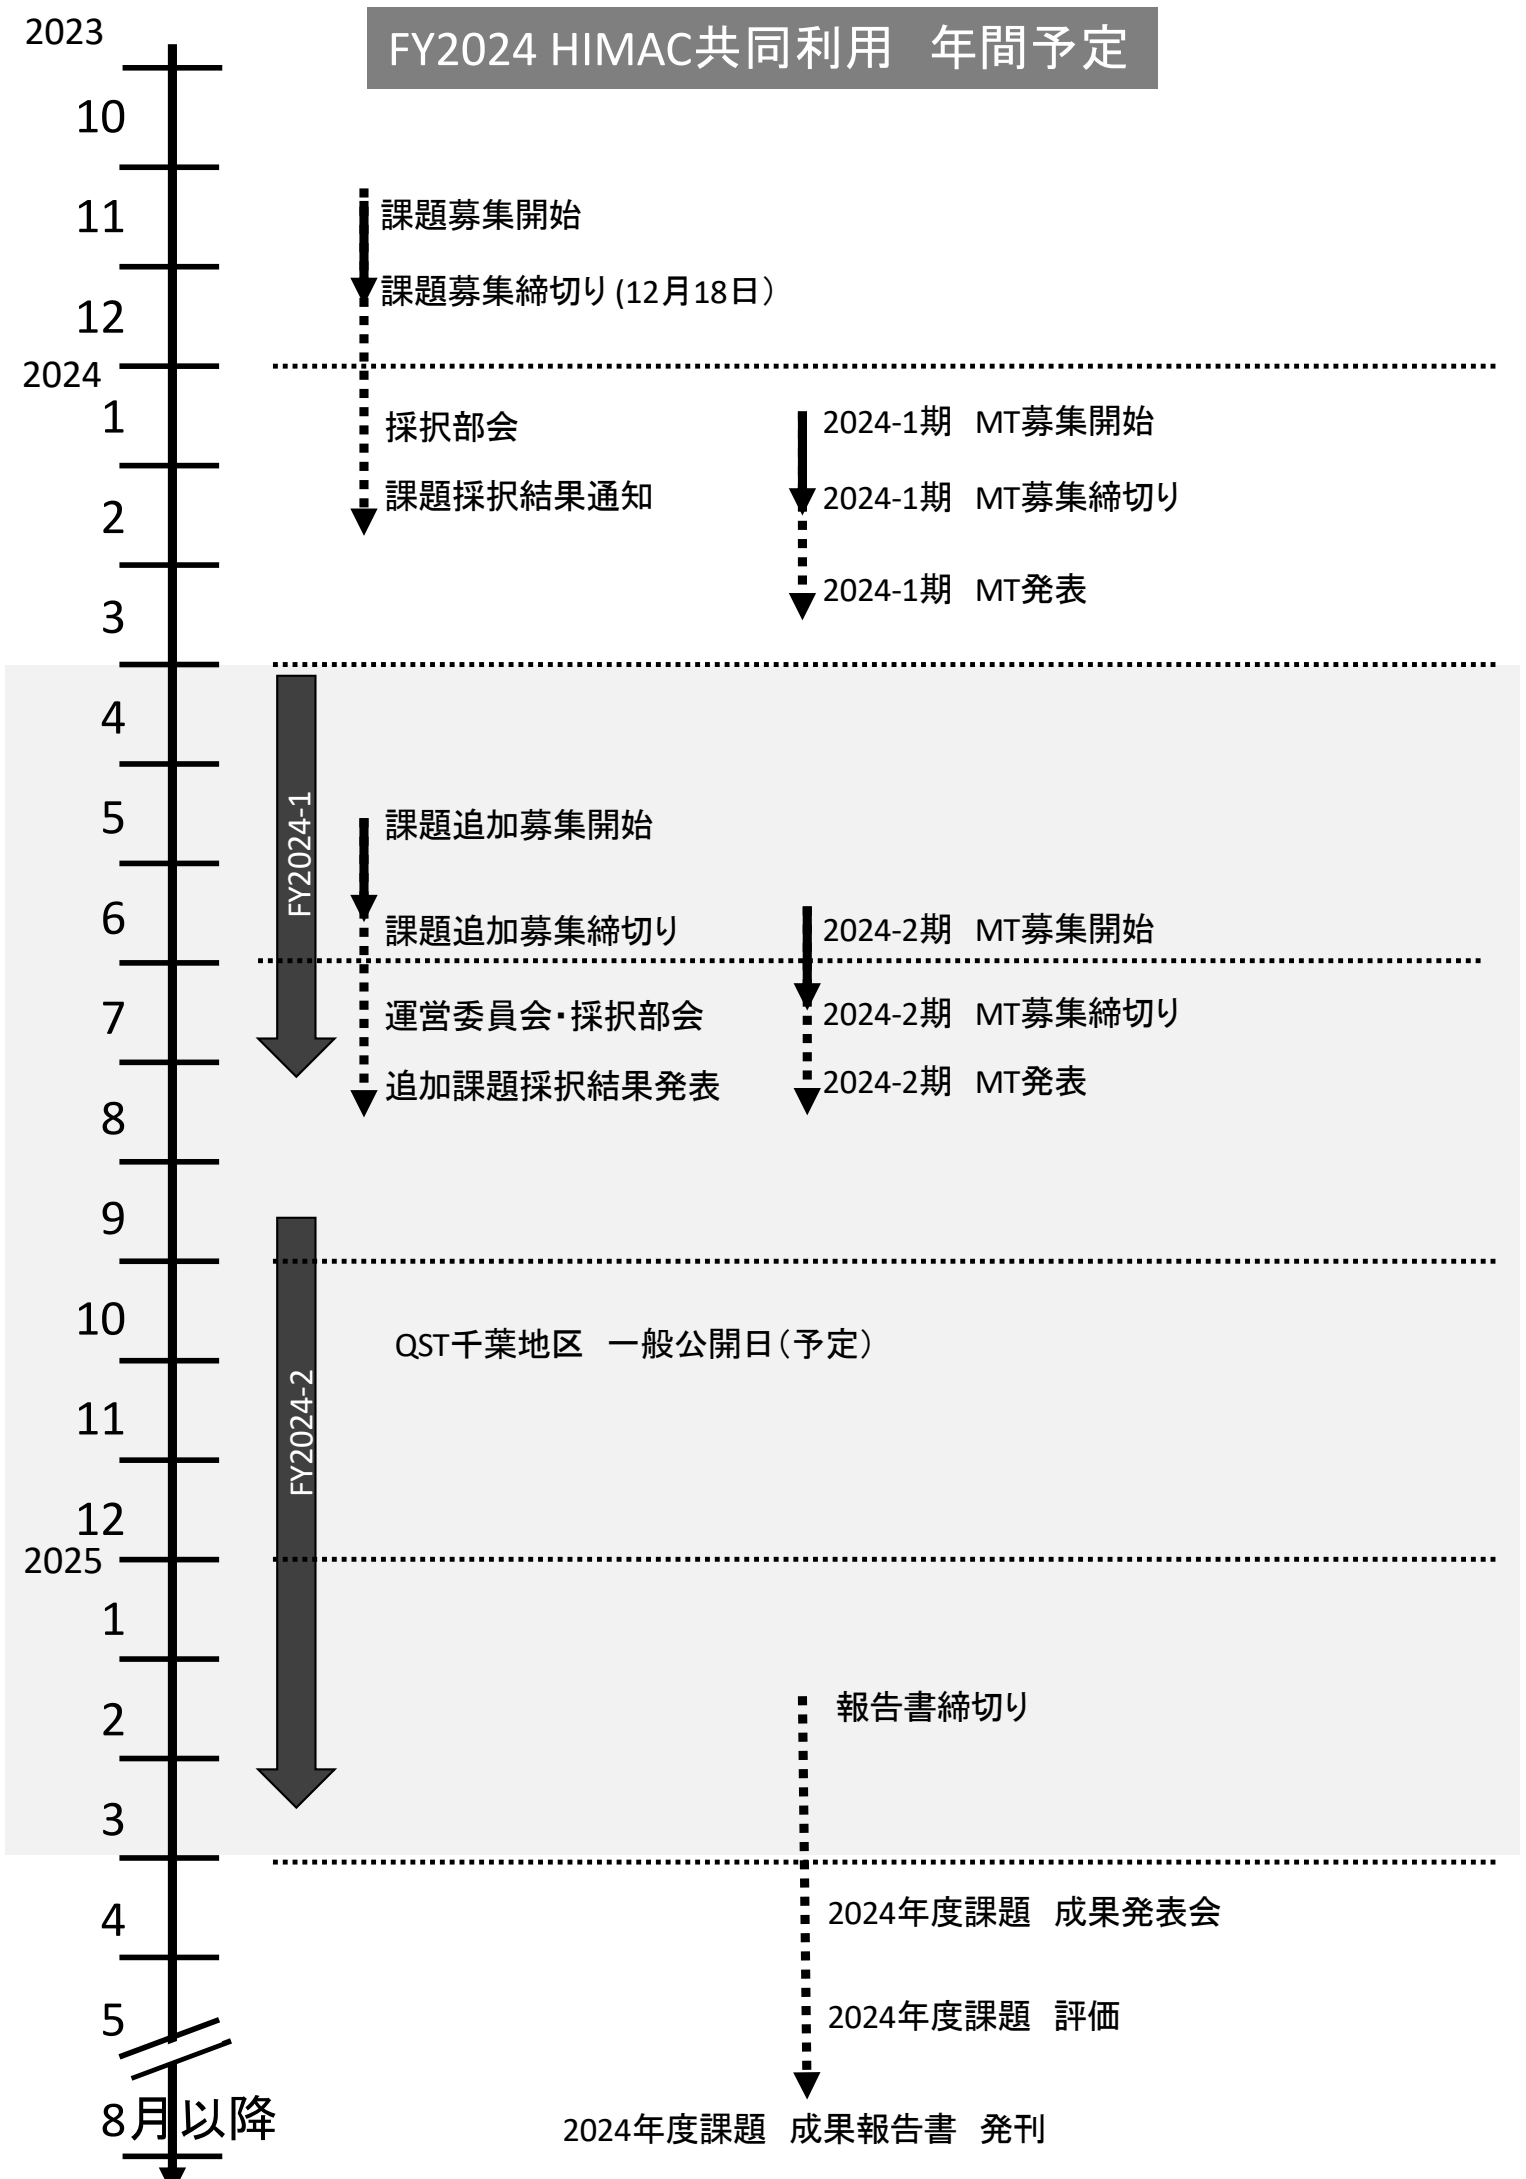 2023
FY2024 HIMAC共同利用　年間予定
10
11
課題募集開始
課題募集締切り (12月18日）
12
2024
1
採択部会
2024-1期　MT募集開始
2
課題採択結果通知
2024-1期　MT募集締切り
2024-1期　MT発表
3
4
FY2024-1
5
課題追加募集開始
6
課題追加募集締切り
2024-2期　MT募集開始
7
運営委員会・採択部会
2024-2期　MT募集締切り
追加課題採択結果発表
2024-2期　MT発表
8
9
10
QST千葉地区　一般公開日（予定）
11
FY2024-2
12
2025
1
2
報告書締切り
3
4
2024年度課題　成果発表会
5
2024年度課題　評価
8月以降
2024年度課題　成果報告書　発刊